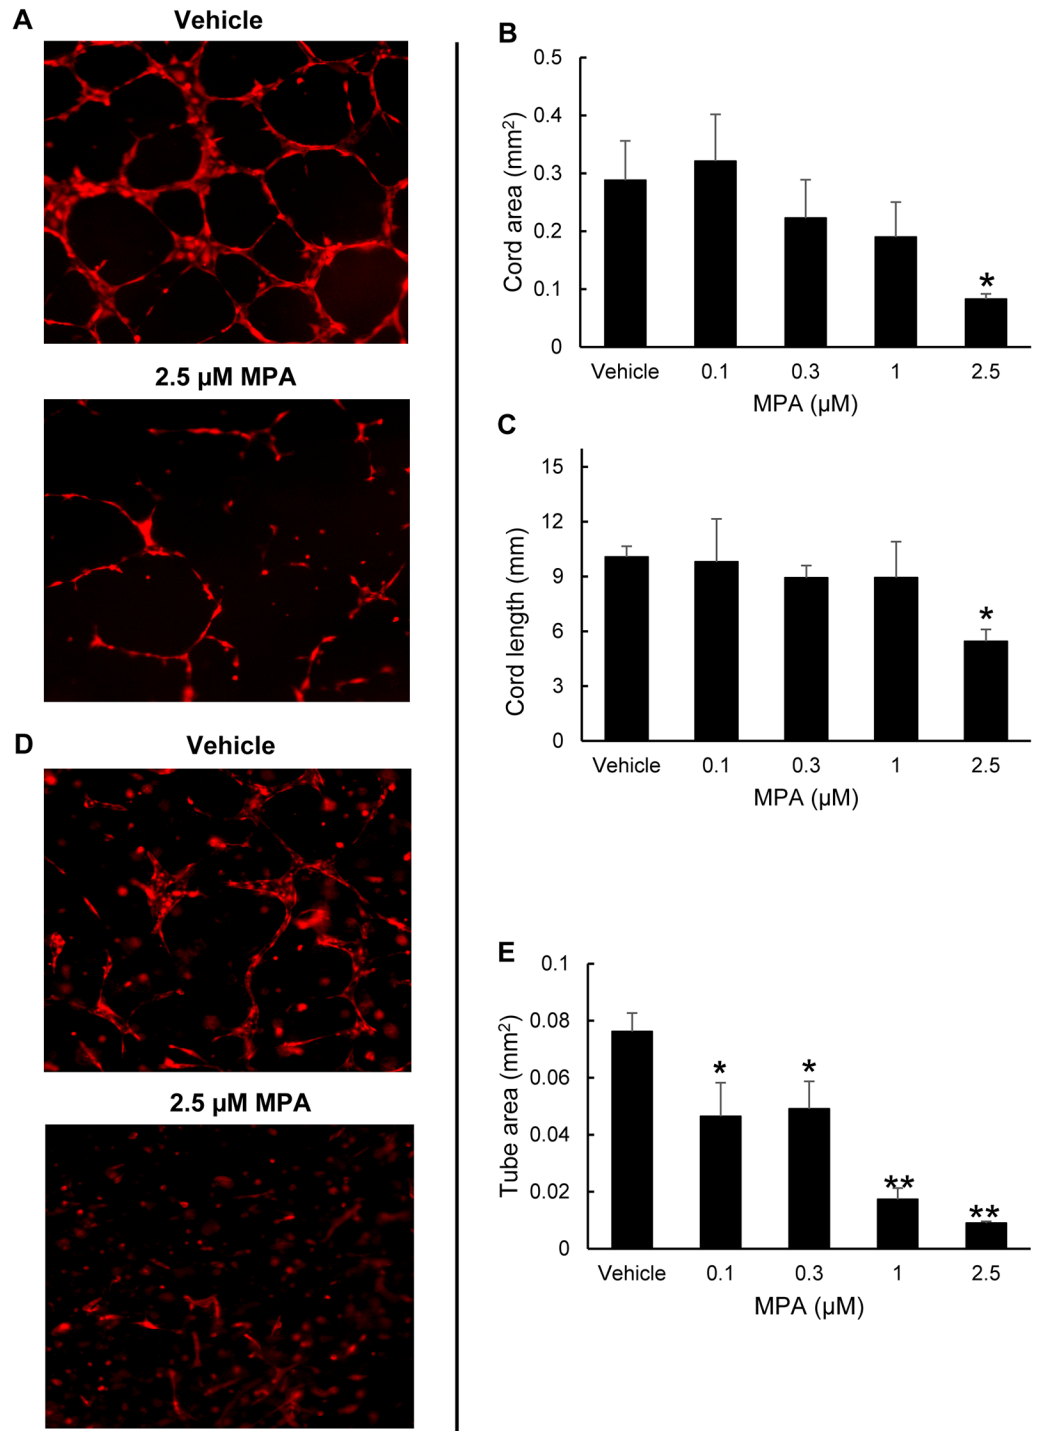 A
Vehicle
2.5 µM MPA
B
Cord area (mm²)
0.5
0.4
0.3
0.2
0.1
0
*
Vehicle 0.1 0.3 1 2.5
MPA (µM)
C
Cord length (mm)
15
12
9
6
3
0
*
Vehicle 0.1 0.3 1 2.5
MPA (µM)
D
Vehicle
2.5 µM MPA
E
Tube area (mm²)
0.1
0.08
0.06
0.04
0.02
0
* * ** **
Vehicle 0.1 0.3 1 2.5
MPA (µM)